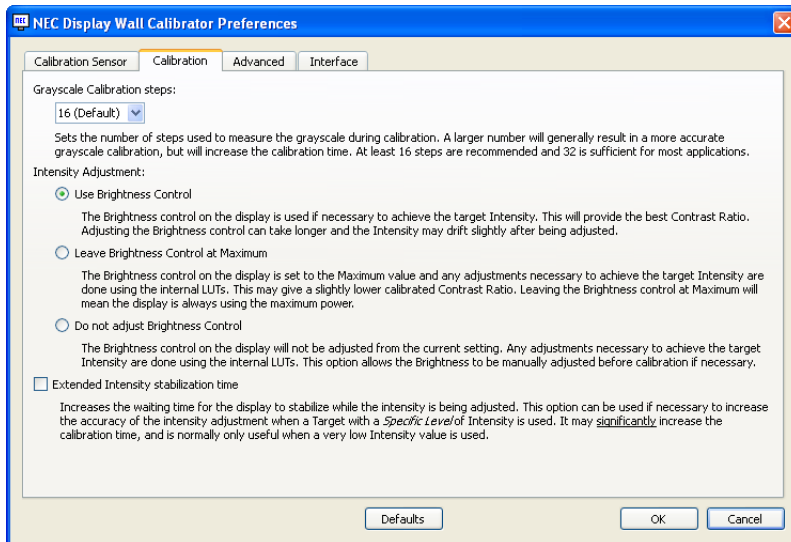 NEC
NEC Display Wall Calibrator Preferences
Calibration Sensor
Calibration
Advanced
Interface
Grayscale Calibration steps:
16 (Default)
Sets the number of steps used to measure the grayscale during calibration. A larger number will generally result in a more accurate
grayscale calibration, but will increase the calibration time. At least 16 steps are recommended and 32 is sufficient for most applications.
Intensity Adjustment:
Use Brightness Control
The Brightness control on the display is used if necessary to achieve the target Intensity. This will provide the best Contrast Ratio.
Adjusting the Brightness control can take longer and the Intensity may drift slightly after being adjusted.
Leave Brightness Control at Maximum
The Brightness control on the display is set to the Maximum value and any adjustments necessary to achieve the target Intensity are
done using the internal LUTs. This may give a slightly lower calibrated Contrast Ratio. Leaving the Brightness control at Maximum will
mean the display is always using the maximum power.
Do not adjust Brightness Control
The Brightness control on the display will not be adjusted from the current setting. Any adjustments necessary to achieve the target
Intensity are done using the internal LUTs. This option allows the Brightness to be manually adjusted before calibration if necessary.
Extended Intensity stabilization time
Increases the waiting time for the display to stabilize while the intensity is being adjusted. This option can be used if necessary to increase
the accuracy of the intensity adjustment when a Target with a Specific Level of Intensity is used. It may significantly increase the
calibration time, and is normally only useful when a very low Intensity value is used.
Defaults
OK
Cancel